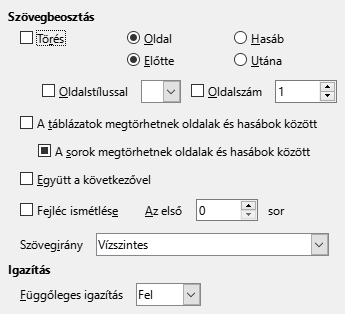 Szövegbeosztás
Törés Oldal Hasáb
Előtte Utána
Oldalstílussal Oldalszám 1
A táblázatok megtörhetnek oldalak és hasábok között
A sorok megtörhetnek oldalak és hasábok között
Együtt a következővel
Fejléc ismétlése Az első 0 sor
Szövegirány Vízszintes
Igazítás
Függőleges igazítás Fel